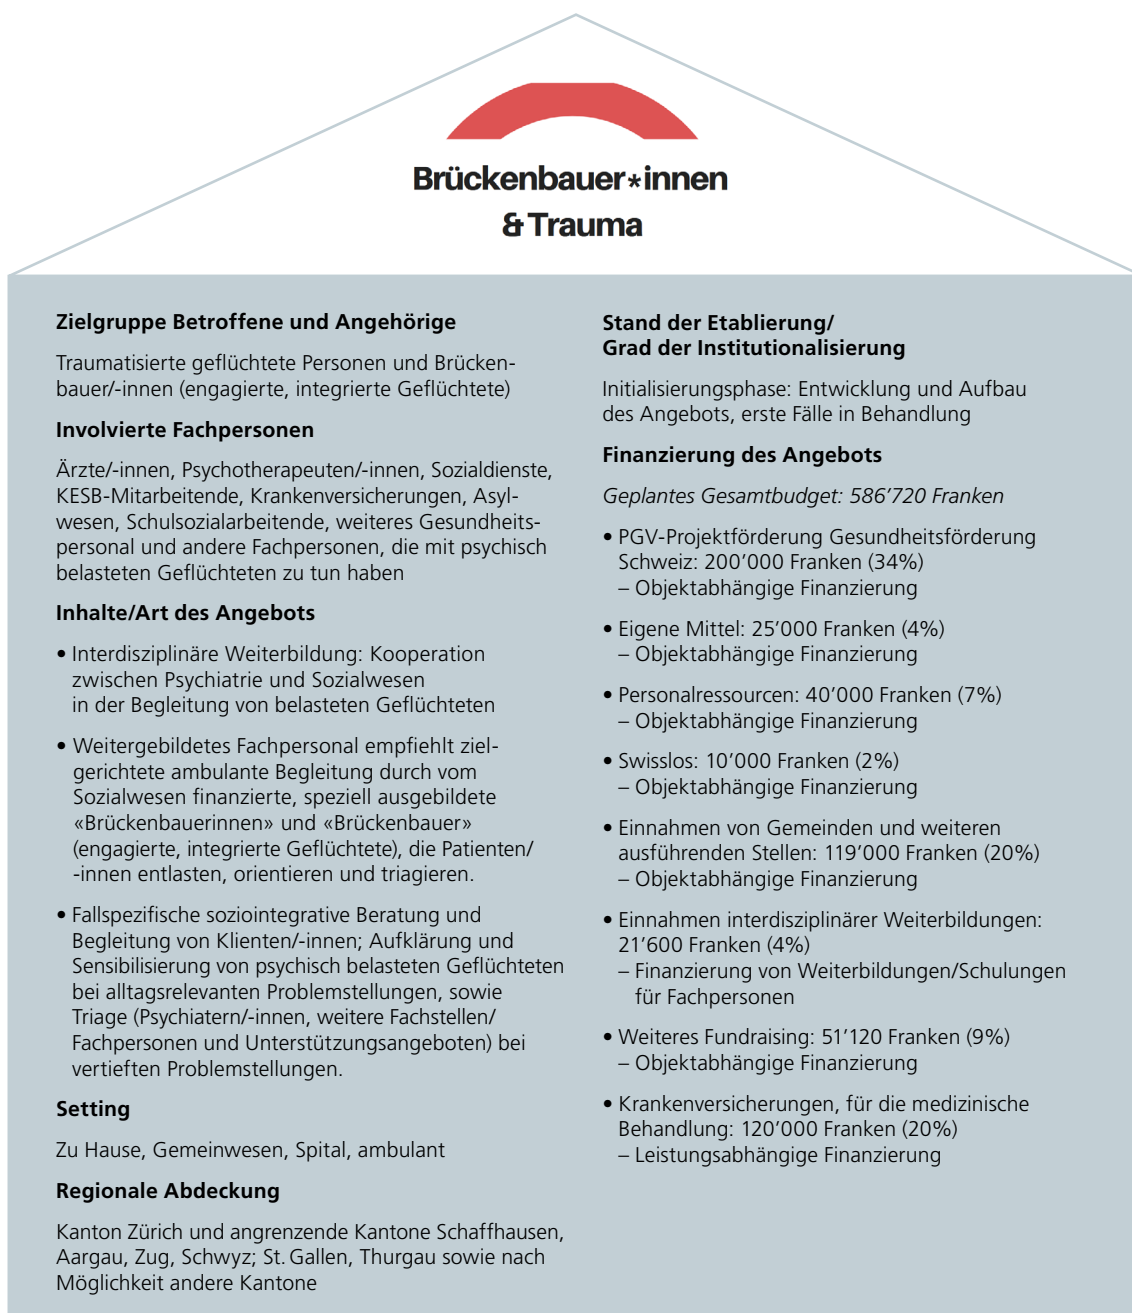 Brückenbauer*innen
& Trauma
Zielgruppe Betroffene und Angehörige
Traumatisierte geflüchtete Personen und Brücken-
bauer/-innen (engagierte, integrierte Geflüchtete)
Involvierte Fachpersonen
Ärzte/-innen, Psychotherapeuten/-innen, Sozialdienste,
KESB-Mitarbeitende, Krankenversicherungen, Asyl-
wesen, Schulsozialarbeitende, weiteres Gesundheits-
personal und andere Fachpersonen, die mit psychisch
belasteten Geflüchteten zu tun haben
Inhalte/Art des Angebots
• Interdisziplinäre Weiterbildung: Kooperation
zwischen Psychiatrie und Sozialwesen
in der Begleitung von belasteten Geflüchteten
• Weitergebildetes Fachpersonal empfiehlt ziel-
gerichtete ambulante Begleitung durch vom
Sozialwesen finanzierte, speziell ausgebildete
«Brückenbauerinnen» und «Brückenbauer»
(engagierte, integrierte Geflüchtete), die Patienten/
-innen entlasten, orientieren und triagieren.
• Fallspezifische soziointegrative Beratung und
Begleitung von Klienten/-innen; Aufklärung und
Sensibilisierung von psychisch belasteten Geflüchteten
bei alltagsrelevanten Problemstellungen, sowie
Triage (Psychiatern/-innen, weitere Fachstellen/
Fachpersonen und Unterstützungsangeboten) bei
vertieften Problemstellungen.
Setting
Zu Hause, Gemeinwesen, Spital, ambulant
Regionale Abdeckung
Kanton Zürich und angrenzende Kantone Schaffhausen,
Aargau, Zug, Schwyz; St. Gallen, Thurgau sowie nach
Möglichkeit andere Kantone
Stand der Etablierung/
Grad der Institutionalisierung
Initialisierungsphase: Entwicklung und Aufbau
des Angebots, erste Fälle in Behandlung
Finanzierung des Angebots
Geplantes Gesamtbudget: 586’720 Franken
• PGV-Projektförderung Gesundheitsförderung
Schweiz: 200’000 Franken (34%)
– Objektabhängige Finanzierung
• Eigene Mittel: 25’000 Franken (4%)
– Objektabhängige Finanzierung
• Personalressourcen: 40’000 Franken (7%)
– Objektabhängige Finanzierung
• Swisslos: 10’000 Franken (2%)
– Objektabhängige Finanzierung
• Einnahmen von Gemeinden und weiteren
ausführenden Stellen: 119’000 Franken (20%)
– Objektabhängige Finanzierung
• Einnahmen interdisziplinärer Weiterbildungen:
21’600 Franken (4%)
– Finanzierung von Weiterbildungen/Schulungen
für Fachpersonen
• Weiteres Fundraising: 51’120 Franken (9%)
– Objektabhängige Finanzierung
• Krankenversicherungen, für die medizinische
Behandlung: 120’000 Franken (20%)
– Leistungsabhängige Finanzierung